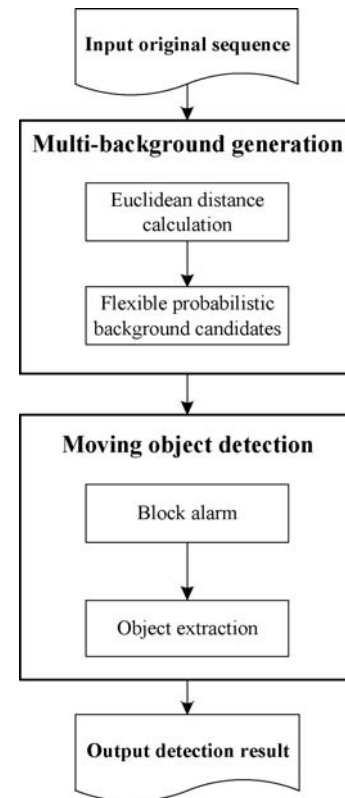 Input original sequence
Multi-background generation
Euclidean distance
calculation
Flexible probabilistic
background candidates
Moving object detection
Block alarm
Object extraction
Output detection result